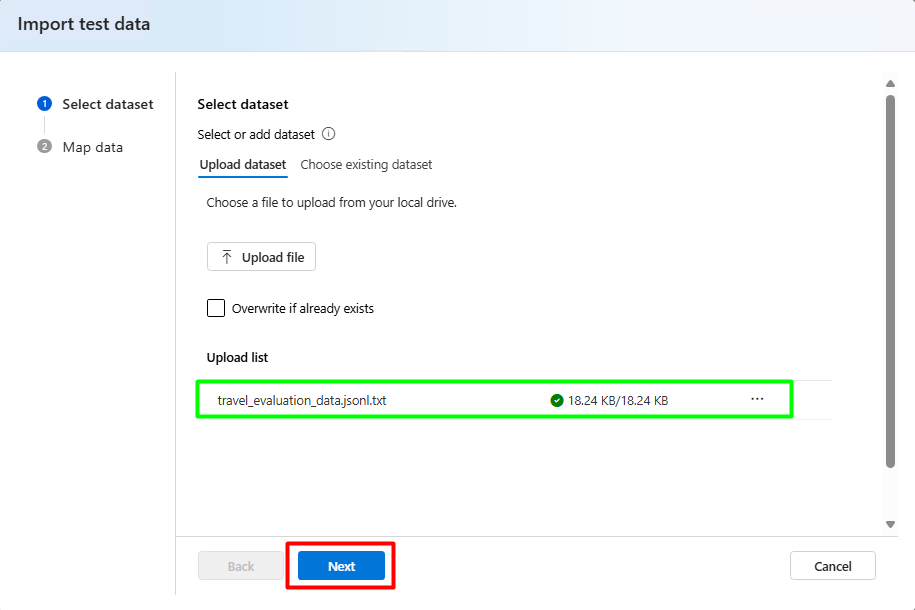 Import test data
1 Select dataset
2 Map data
Select dataset
Select or add dataset
Upload dataset Choose existing dataset
Choose a file to upload from your local drive.
Upload file
Overwrite if already exists
Upload list
travel_evaluation_data.jsonl.txt 18.24 KB/18.24 KB ...
Back Next Cancel